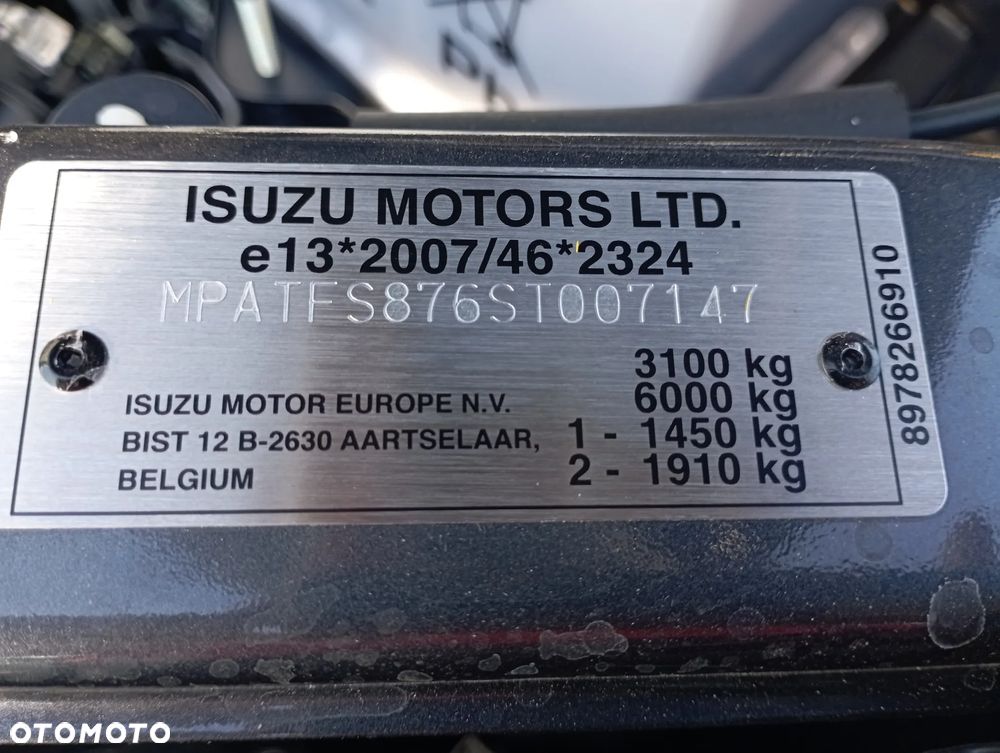 ISUZU MOTORS LTD.
e13*2007/46*2324
MPATFS876ST007147
3100 kg
6000 kg
1 - 1450 kg
2 - 1910 kg
ISUZU MOTOR EUROPE N.V.
BIST 12 B-2630 AARTSELAAR,
BELGIUM
8978266910
OTOMOTO